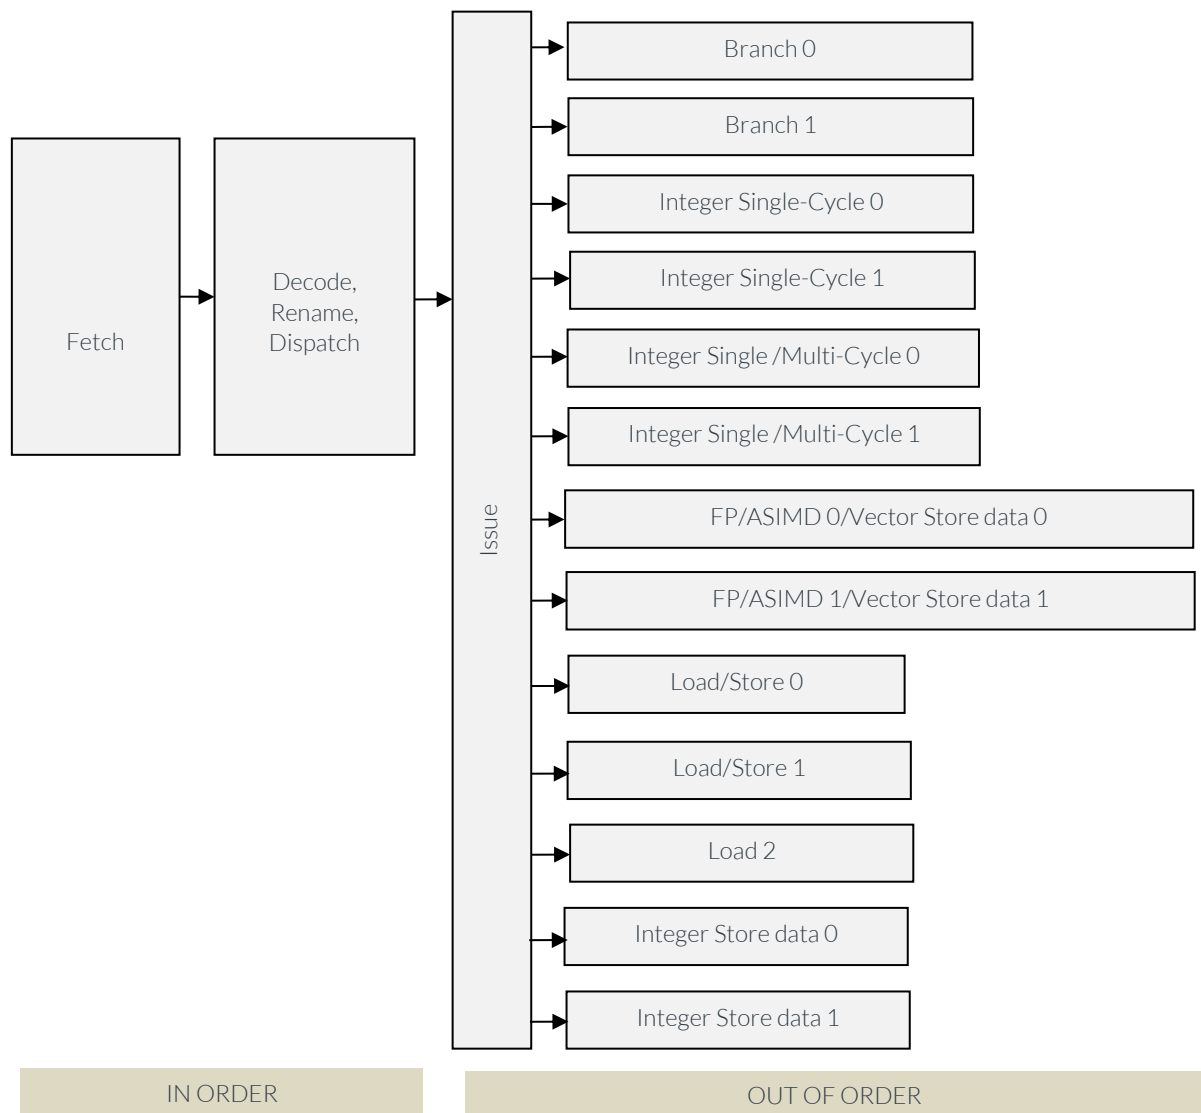 Fetch
Decode,
Rename,
Dispatch
Issue
Branch 0
Branch 1
Integer Single-Cycle 0
Integer Single-Cycle 1
Integer Single /Multi-Cycle 0
Integer Single /Multi-Cycle 1
FP/ASIMD 0/Vector Store data 0
FP/ASIMD 1/Vector Store data 1
Load/Store 0
Load/Store 1
Load 2
Integer Store data 0
Integer Store data 1
IN ORDER
OUT OF ORDER